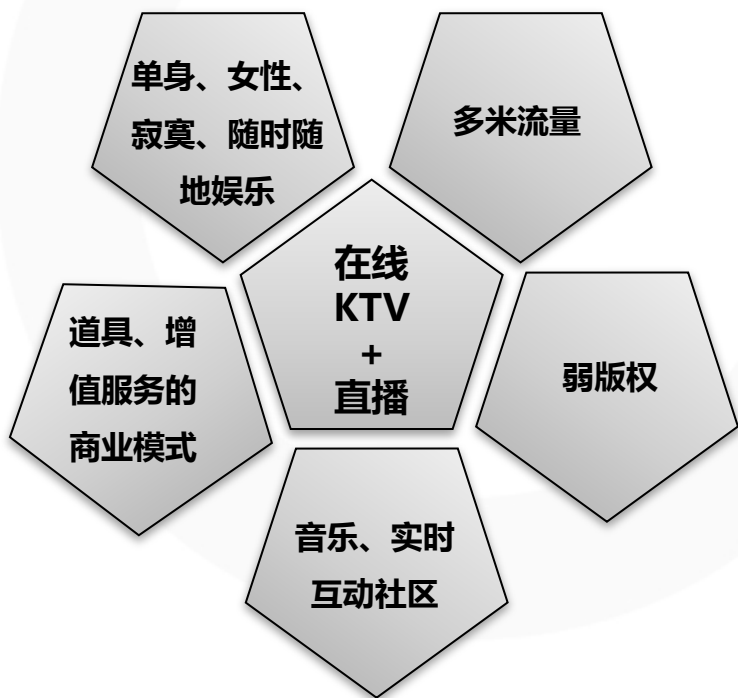 单身、女性、
寂寞、随时随
地娱乐
多米流量
在线
KTV
+
直播
道具、增
值服务的
商业模式
弱版权
音乐、实时
互动社区